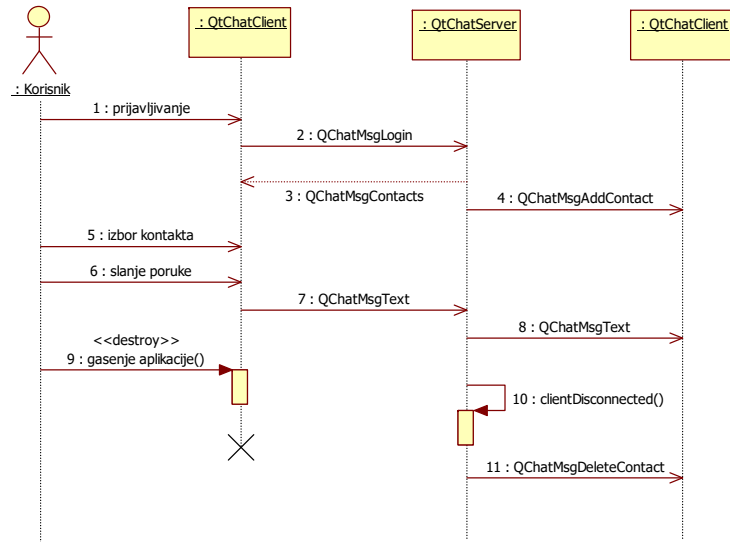 : QtChatClient
: QtChatServer
: QtChatClient
: Korisnik
1 : prijavljivanje
2 : QChatMsgLogin
3 : QChatMsgContacts
4 : QChatMsgAddContact
5 : izbor kontakta
6 : slanje poruke
7 : QChatMsgText
8 : QChatMsgText
<<destroy>>
9 : gasenje aplikacije()
10 : clientDisconnected()
11 : QChatMsgDeleteContact